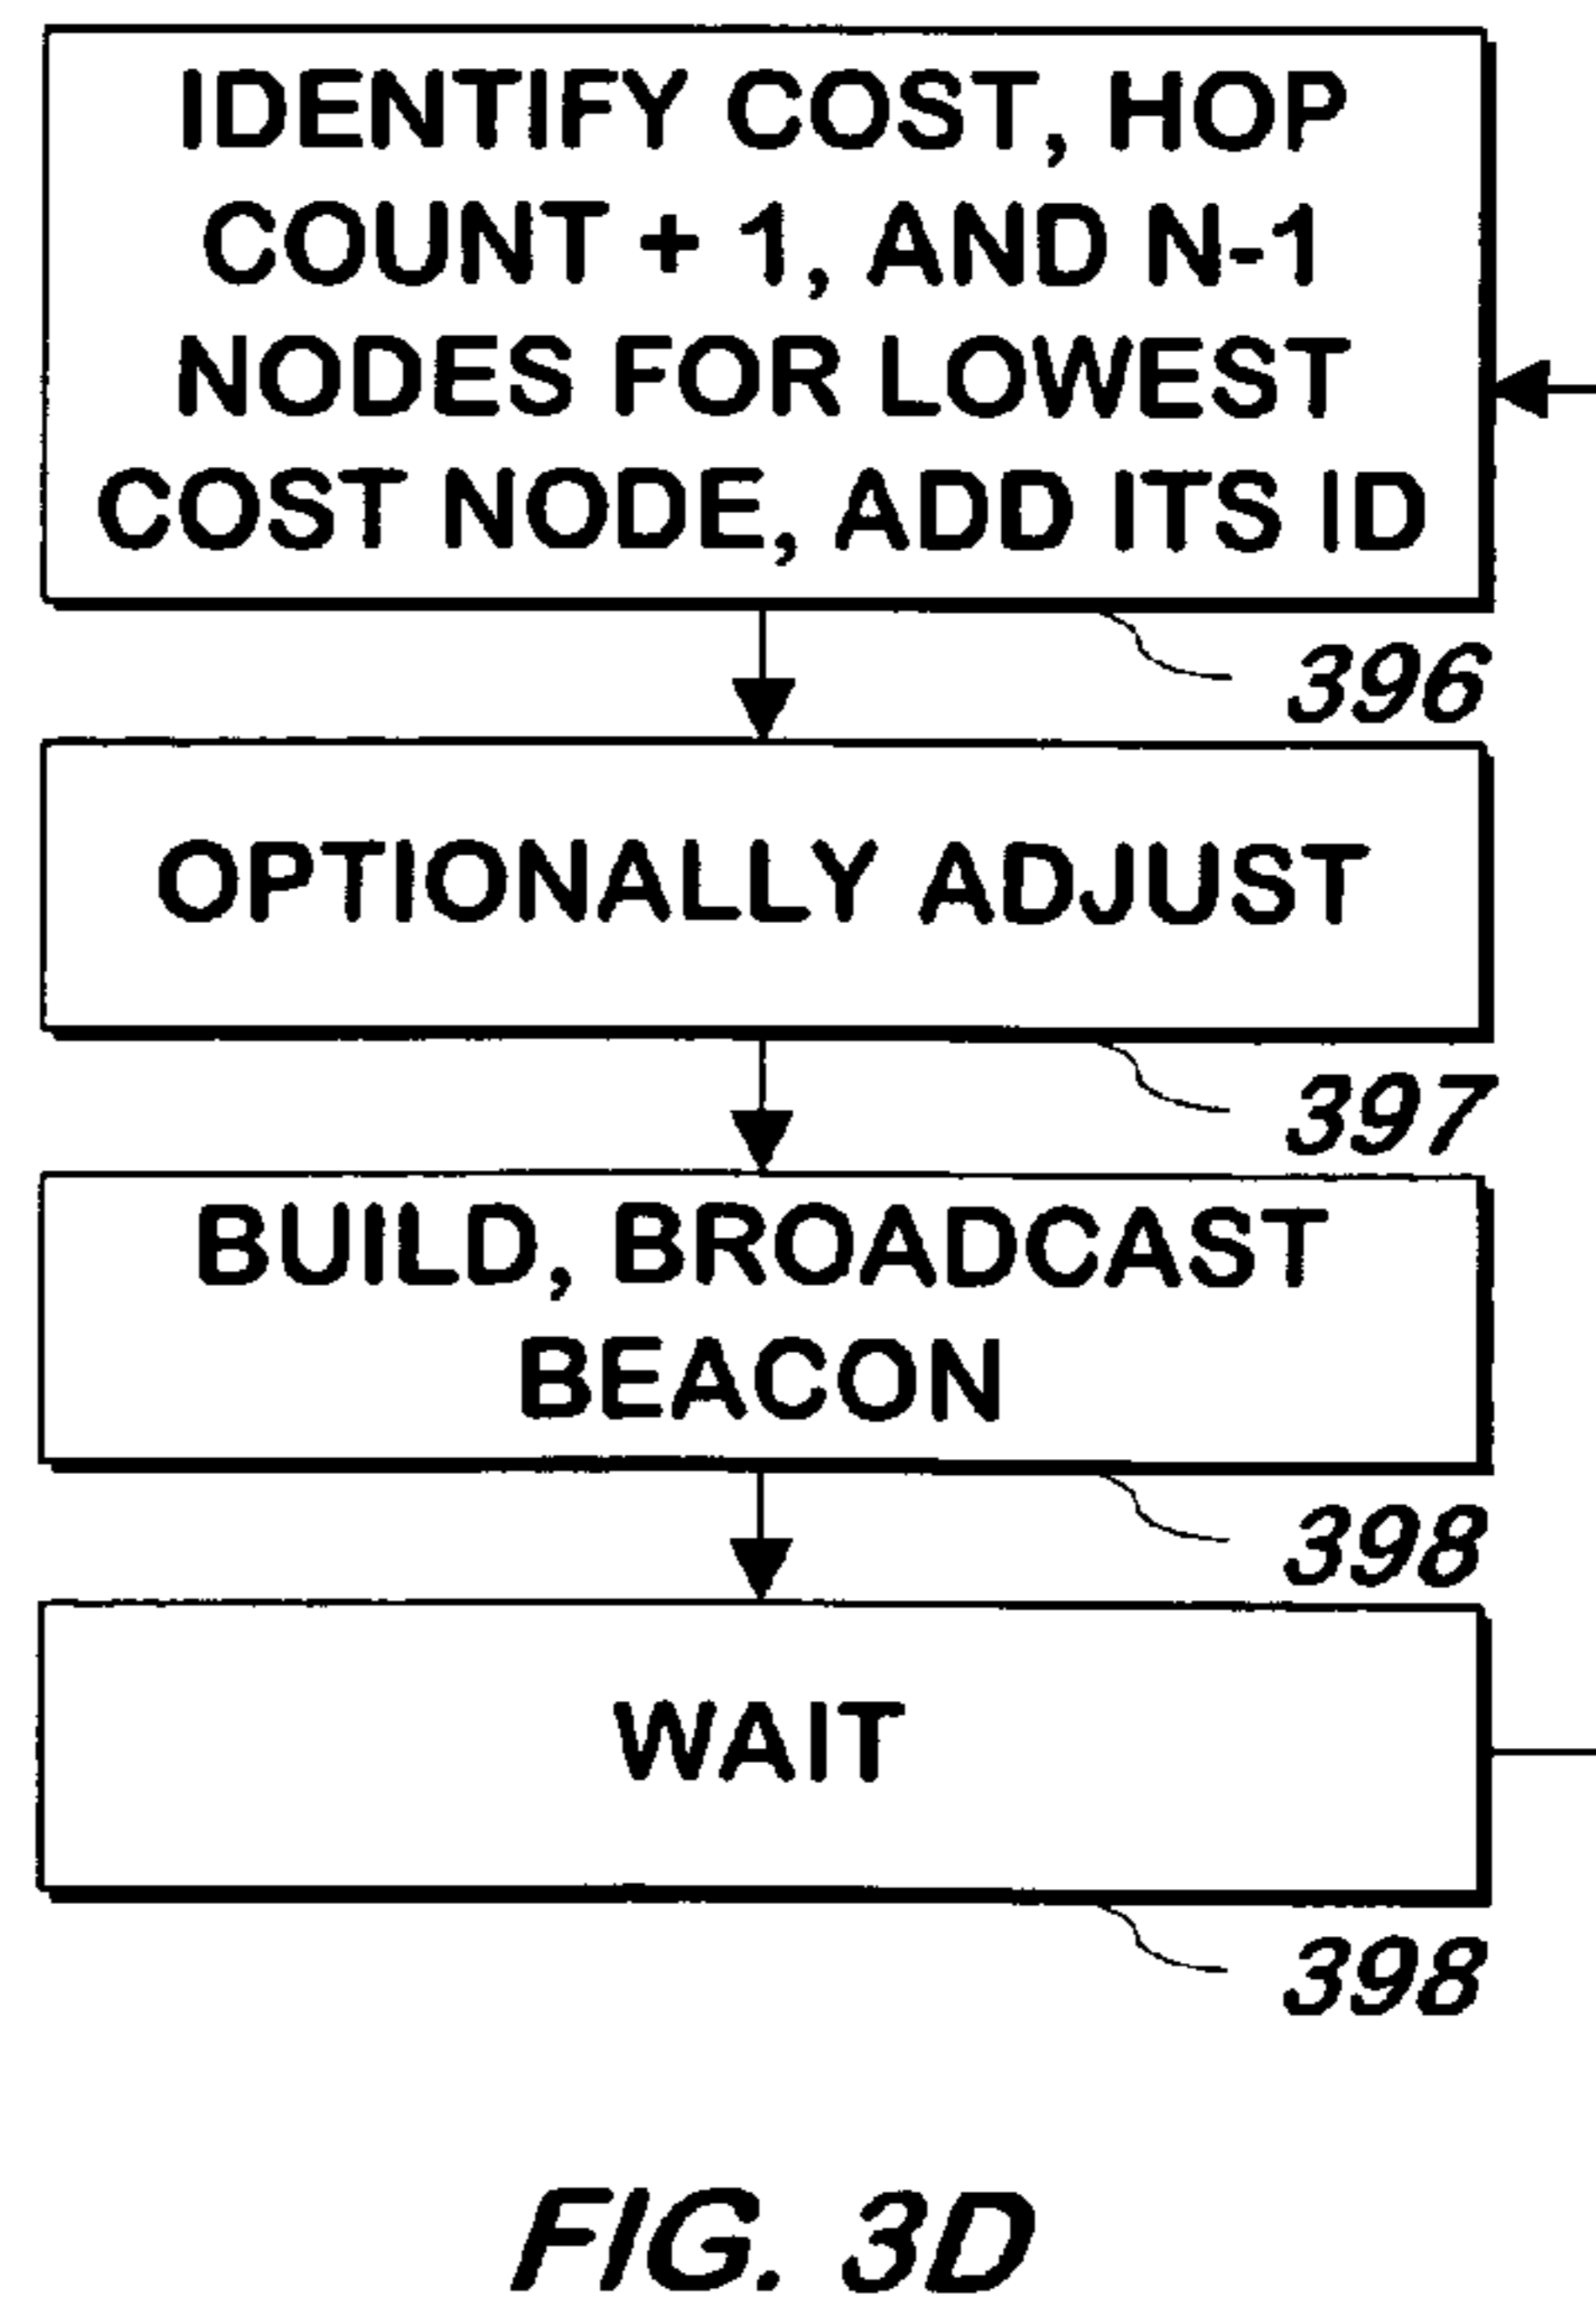 IDENTIFY COST, HOP
COUNT + 1, AND N-1
NODES FOR LOWEST
COST NODE, ADD ITS ID
396
OPTIONALLY ADJUST
397
BUILD, BROADCAST
BEACON
398
WAIT
398
FIG. 3D